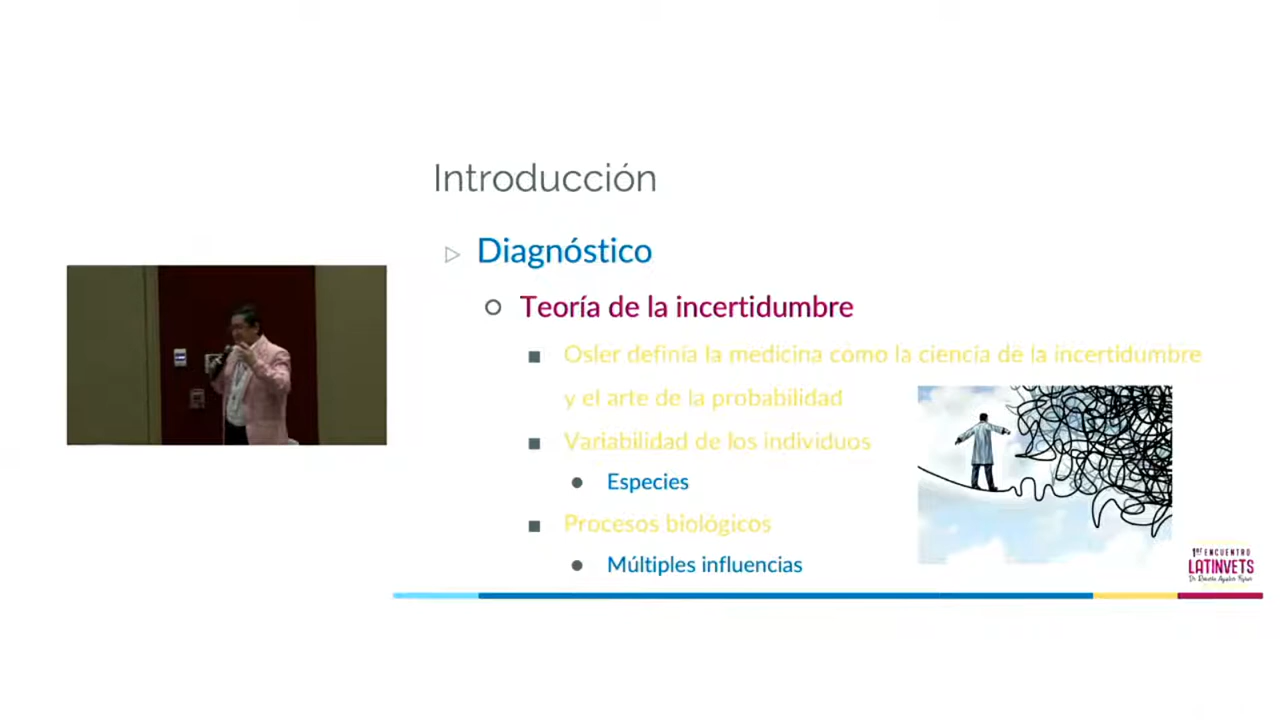 Introducción
Diagnóstico
Teoría de la incertidumbre
Osler definía la medicina como la ciencia de la incertidumbre
y el arte de la probabilidad
Variabilidad de los individuos
Especies
Procesos biológicos
Múltiples influencias
1er ENCUENTRO
LATINVETS